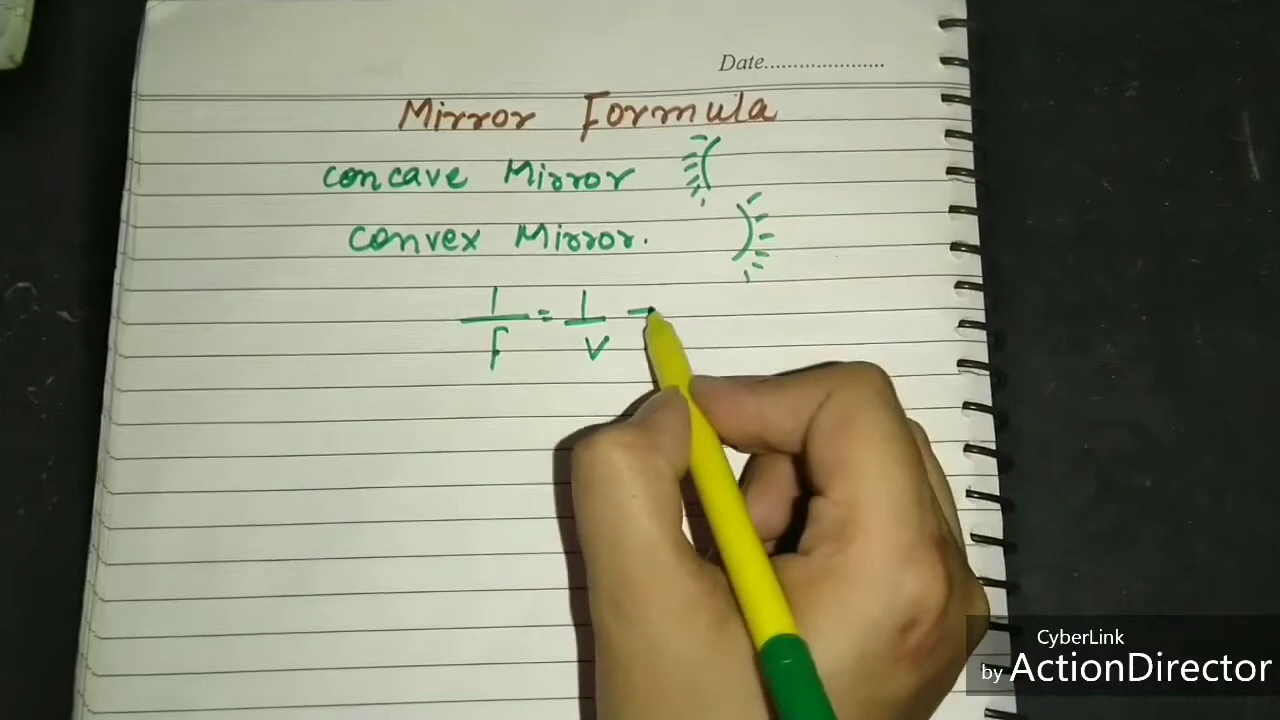 Date.....................
Mirror Formula
concave Mirror
convex Mirror.
1/F = 1/v -
CyberLink
by ActionDirector